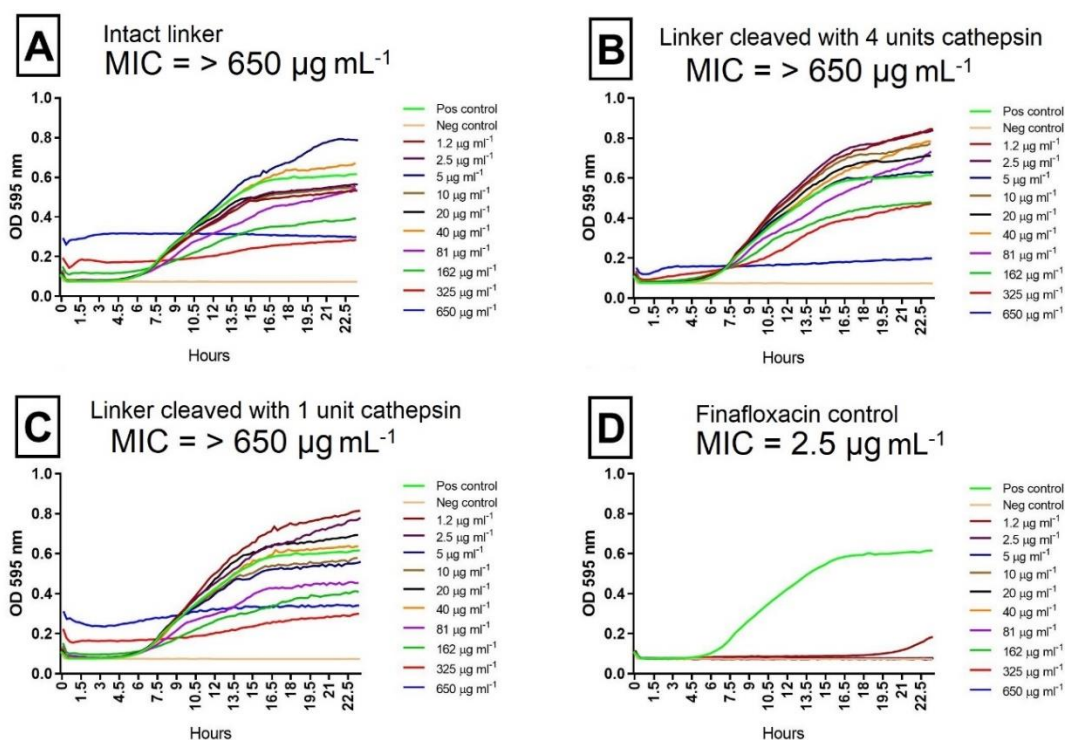 A
Intact linker
MIC = > 650 µg mL⁻¹
OD 595 nm
1.0
0.8
0.6
0.4
0.2
0.0
0
1.5
3
4.5
6
7.5
9
10.5
12
13.5
15
16.5
18
19.5
21
22.5
Hours
Pos control
Neg control
1.2 µg ml⁻¹
2.5 µg ml⁻¹
5 µg ml⁻¹
10 µg ml⁻¹
20 µg ml⁻¹
40 µg ml⁻¹
81 µg ml⁻¹
162 µg ml⁻¹
325 µg ml⁻¹
650 µg ml⁻¹
B
Linker cleaved with 4 units cathepsin
MIC = > 650 µg mL⁻¹
OD 595 nm
1.0
0.8
0.6
0.4
0.2
0.0
0
1.5
3
4.5
6
7.5
9
10.5
12
13.5
15
16.5
18
19.5
21
22.5
Hours
Pos control
Neg control
1.2 µg ml⁻¹
2.5 µg ml⁻¹
5 µg ml⁻¹
10 µg ml⁻¹
20 µg ml⁻¹
40 µg ml⁻¹
81 µg ml⁻¹
162 µg ml⁻¹
325 µg ml⁻¹
650 µg ml⁻¹
C
Linker cleaved with 1 unit cathepsin
MIC = > 650 µg mL⁻¹
OD 595 nm
1.0
0.8
0.6
0.4
0.2
0.0
0
1.5
3
4.5
6
7.5
9
10.5
12
13.5
15
16.5
18
19.5
21
22.5
Hours
Pos control
Neg control
1.2 µg ml⁻¹
2.5 µg ml⁻¹
5 µg ml⁻¹
10 µg ml⁻¹
20 µg ml⁻¹
40 µg ml⁻¹
81 µg ml⁻¹
162 µg ml⁻¹
325 µg ml⁻¹
650 µg ml⁻¹
D
Finafloxacin control
MIC = 2.5 µg mL⁻¹
OD 595 nm
1.0
0.8
0.6
0.4
0.2
0.0
0
1.5
3
4.5
6
7.5
9
10.5
12
13.5
15
16.5
18
19.5
21
22.5
Hours
Pos control
Neg control
1.2 µg ml⁻¹
2.5 µg ml⁻¹
5 µg ml⁻¹
10 µg ml⁻¹
20 µg ml⁻¹
40 µg ml⁻¹
81 µg ml⁻¹
162 µg ml⁻¹
325 µg ml⁻¹
650 µg ml⁻¹